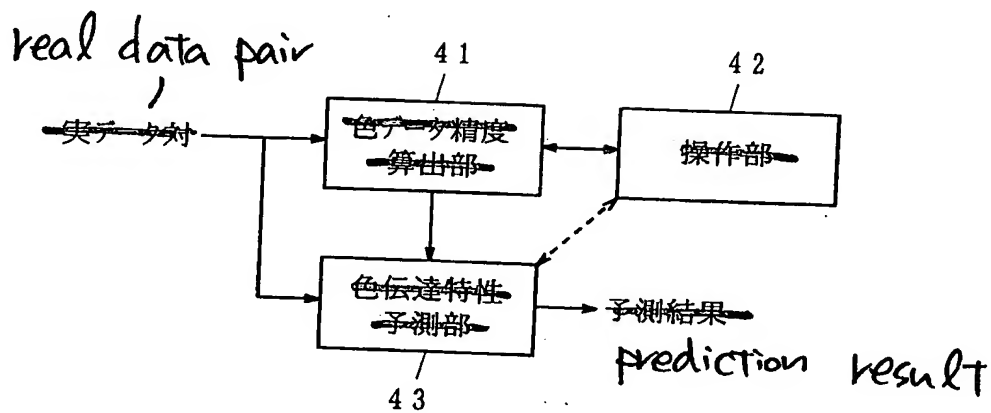 real data pair
41
42
実データ対
色データ精度
算出部
操作部
色伝達特性
予測部
予測結果
prediction result
43